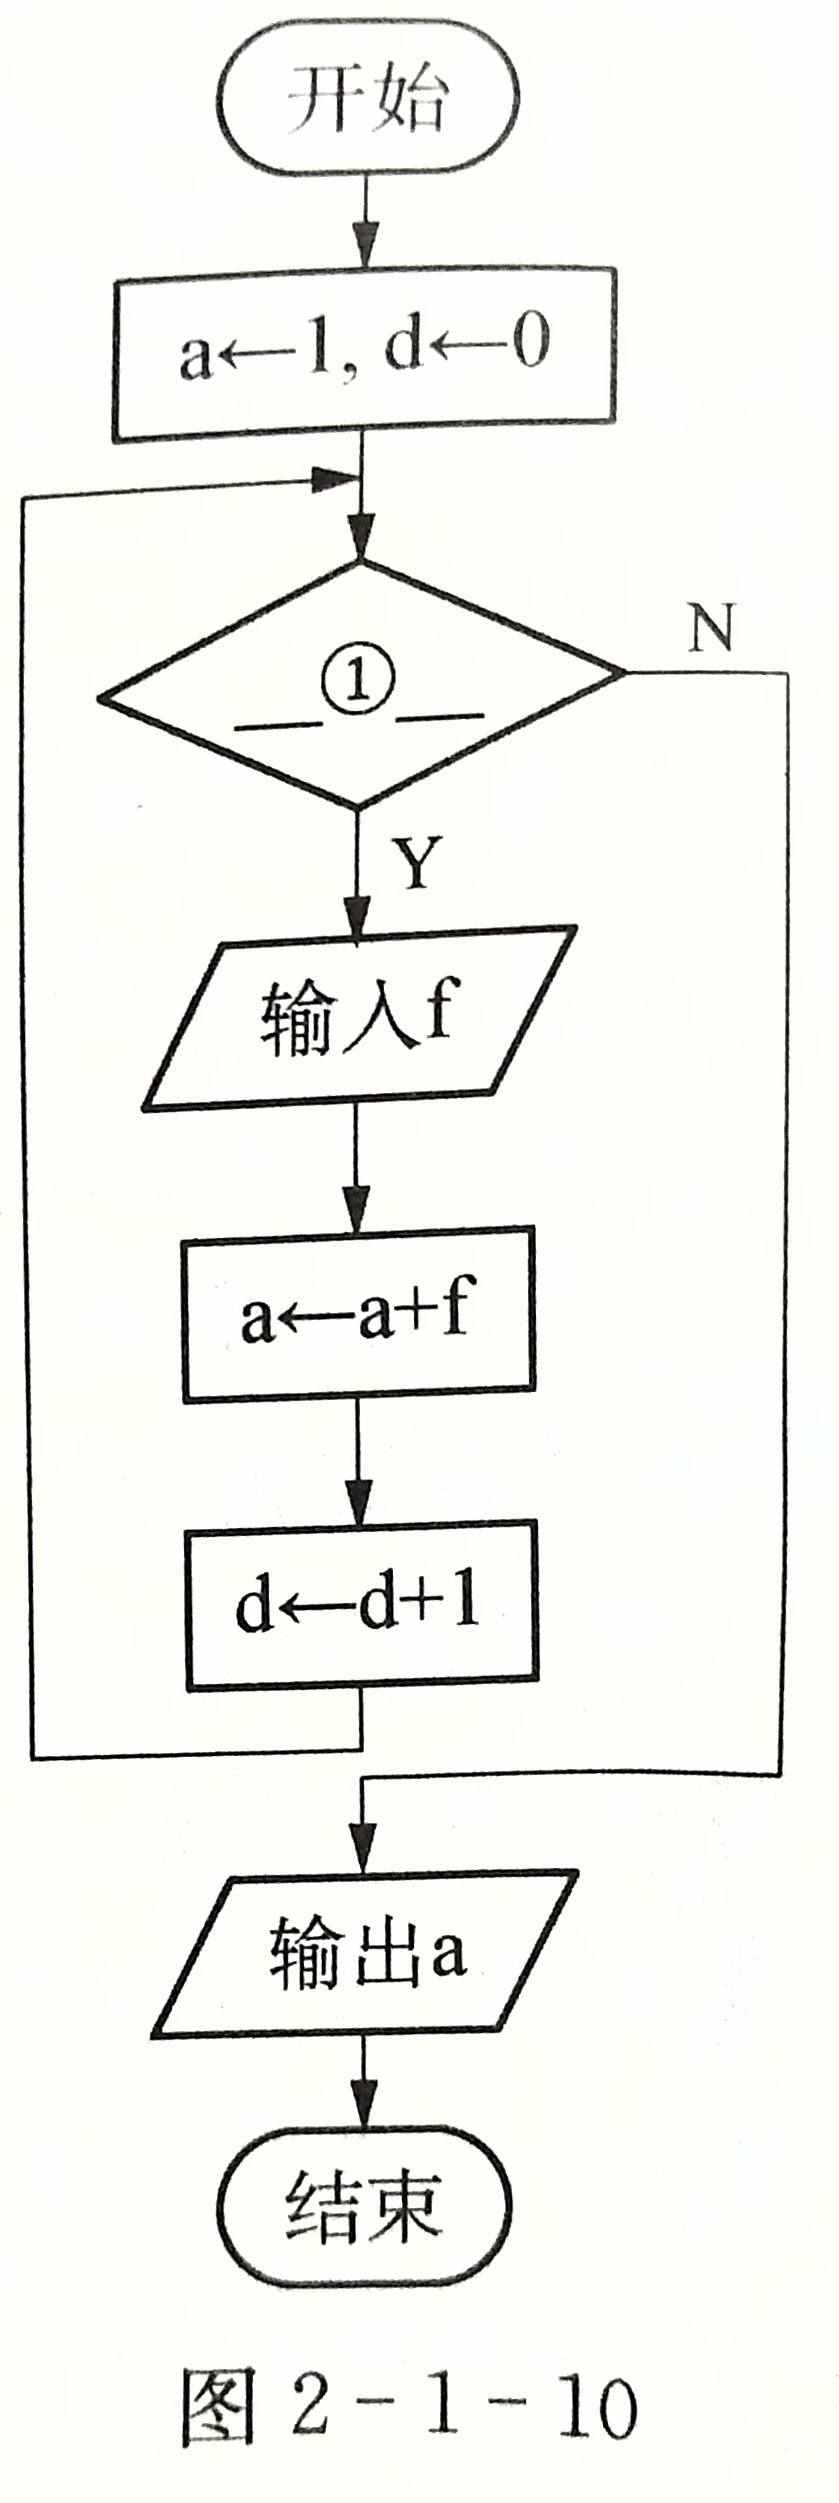 开始
a←1, d←0
①
N
Y
输入f
a←a+f
d←d+1
输出a
结束
图 2-1-10